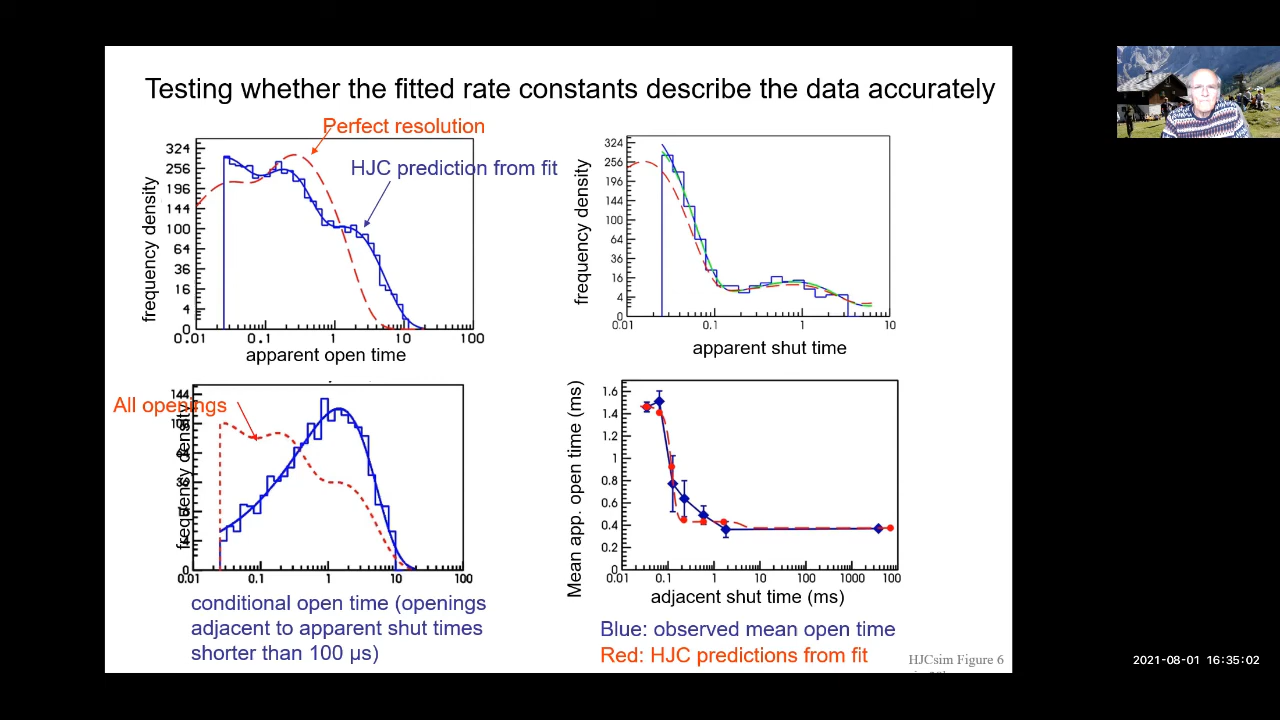 Testing whether the fitted rate constants describe the data accurately
Perfect resolution
HJC prediction from fit
frequency density
324
256
196
144
100
64
36
16
4
0
0.01 0.1 1 10 100
apparent open time
frequency density
324
256
196
144
100
64
36
16
4
0
0.01 0.1 1 10
apparent shut time
All openings
frequency density
144
0
0.01 0.1 1 10 100
conditional open time (openings
adjacent to apparent shut times
shorter than 100 µs)
Mean app. open time (ms)
1.6
1.4
1.2
1
0.8
0.6
0.4
0.2
0
0.01 0.1 1 10 100 1000 100
adjacent shut time (ms)
Blue: observed mean open time
Red: HJC predictions from fit
HJCsim Figure 6
2021-08-01 16:35:02